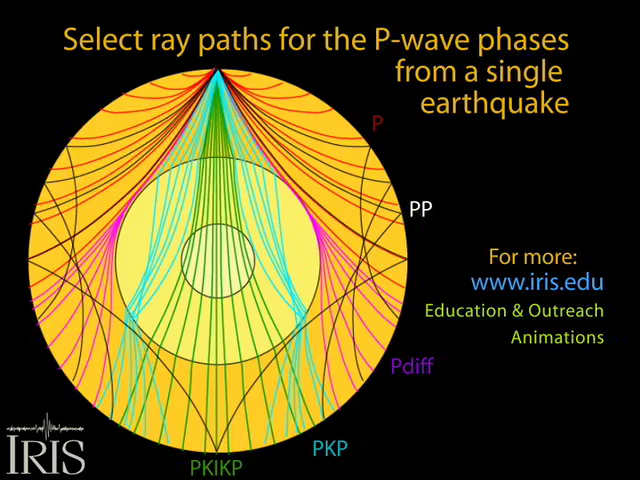 Select ray paths for the P-wave phases
from a single
earthquake
P
PP
For more:
www.iris.edu
Education & Outreach
Animations
Pdiff
PKP
PKIKP
IRIS